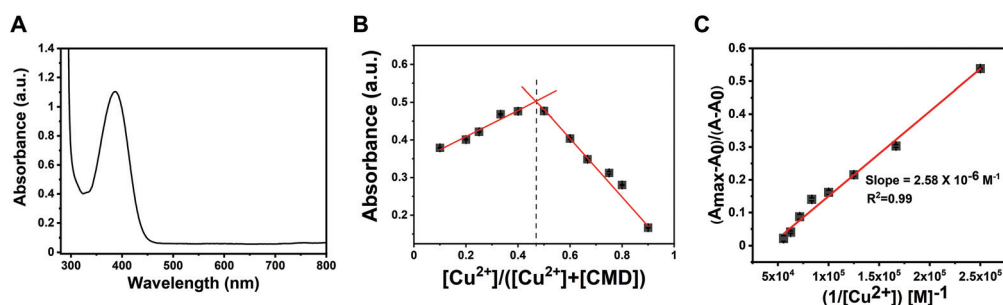 A
Absorbance (a.u.)
1.4
1.2
1
0.8
0.6
0.4
0.2
0
300
400
500
600
700
800
Wavelength (nm)
B
Absorbance (a.u.)
0.6
0.5
0.4
0.3
0.2
0
0.2
0.4
0.6
0.8
1
[Cu²⁺]/([Cu²⁺]+[CMD])
C
(Amax-A₀)/(A-A₀)
0.6
0.5
0.4
0.3
0.2
0.1
0
Slope = 2.58 X 10⁻⁶ M⁻¹
R²=0.99
5x10⁴
1x10⁵
1.5x10⁵
2x10⁵
2.5x10⁵
(1/[Cu²⁺]) [M]⁻¹